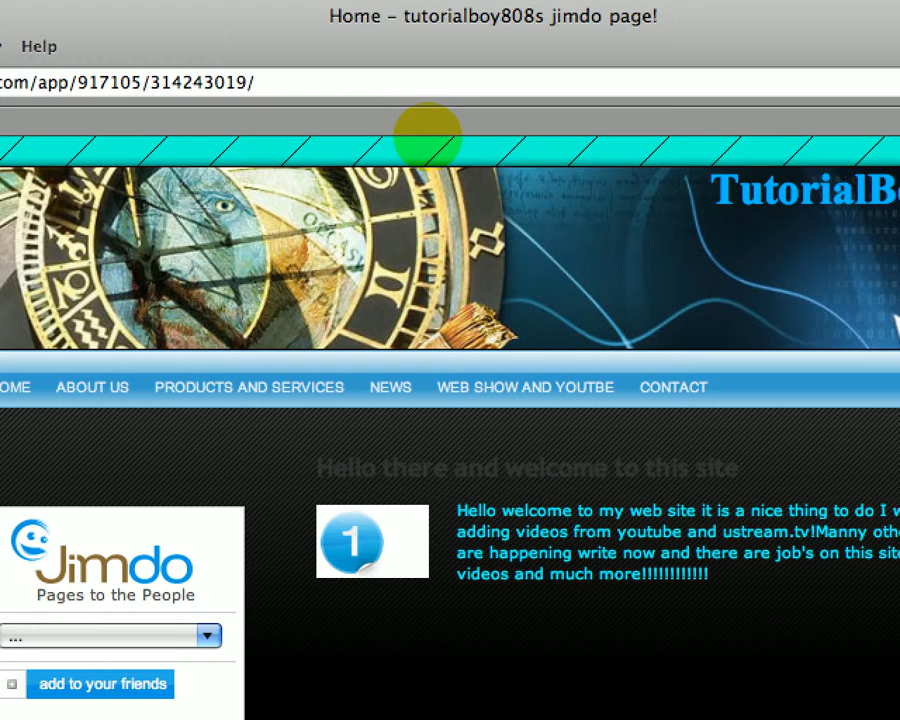 Home – tutorialboy808s jimdo page!
Help
com/app/917105/314243019/
TutorialB
OME ABOUT US PRODUCTS AND SERVICES NEWS WEB SHOW AND YOUTBE CONTACT
Hello there and welcome to this site
1
Hello welcome to my web site it is a nice thing to do I w
adding videos from youtube and ustream.tv!Manny othe
are happening write now and there are job's on this site
videos and much more!!!!!!!!!!!!
Jimdo
Pages to the People
...
add to your friends